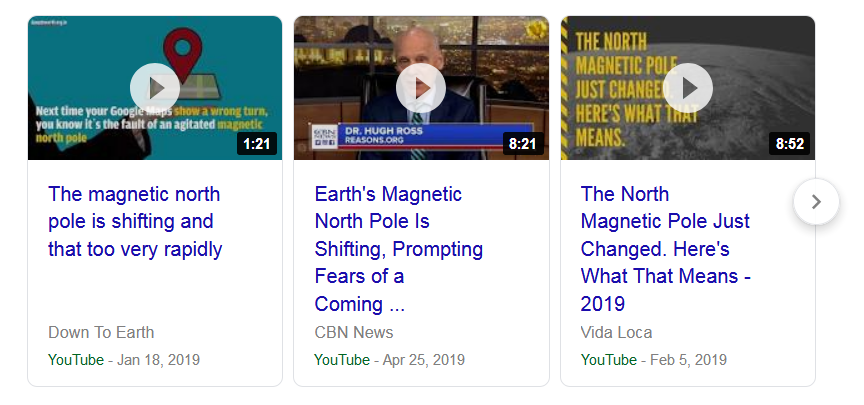 Next time your Google Maps show a wrong turn,
you know it's the fault of an agitated magnetic
north pole
1:21
The magnetic north
pole is shifting and
that too very rapidly
Down To Earth
YouTube - Jan 18, 2019
CBN
NEWS
DR. HUGH ROSS
REASONS.ORG
8:21
Earth's Magnetic
North Pole Is
Shifting, Prompting
Fears of a
Coming ...
CBN News
YouTube - Apr 25, 2019
THE NORTH
MAGNETIC POLE
JUST CHANGED.
HERE'S WHAT THAT
MEANS.
8:52
The North
Magnetic Pole Just
Changed. Here's
What That Means -
2019
Vida Loca
YouTube - Feb 5, 2019